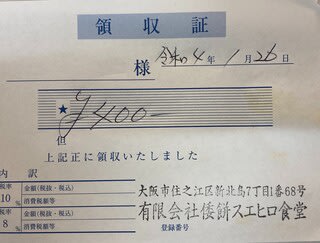 領収証
令和4年1月26日
様
★ ¥400-
但
上記正に領収いたしました
内訳
税率 金額(税抜・税込)
10% 消費税額等
税率 金額(税抜・税込)
8% 消費税額等
大阪市住之江区新北島7丁目1番68号
有限会社倭餅スエヒロ食堂
登録番号